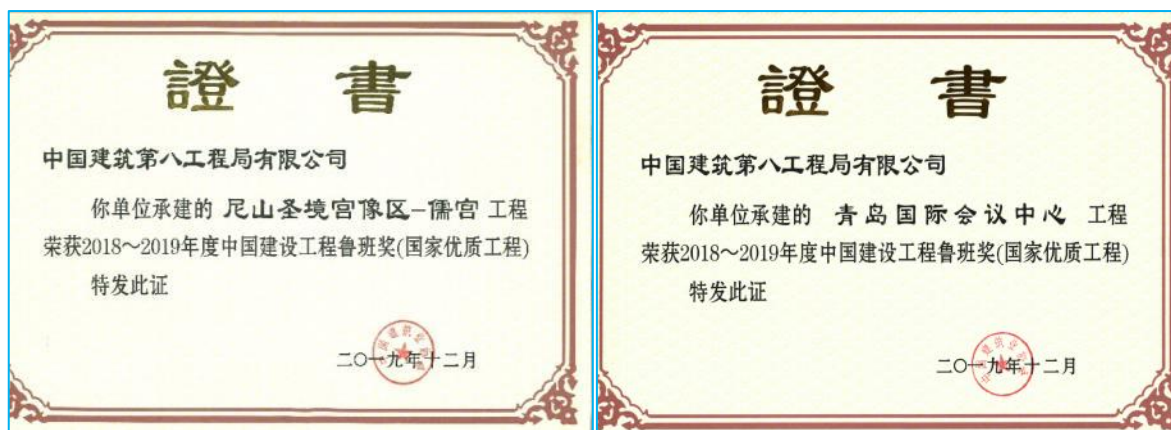 證 書
中国建筑第八工程局有限公司
你单位承建的 尼山圣境宫像区-儒宫 工程
荣获2018～2019年度中国建设工程鲁班奖(国家优质工程)
特发此证
二〇一九年十二月
證 書
中国建筑第八工程局有限公司
你单位承建的 青岛国际会议中心 工程
荣获2018～2019年度中国建设工程鲁班奖(国家优质工程)
特发此证
二〇一九年十二月